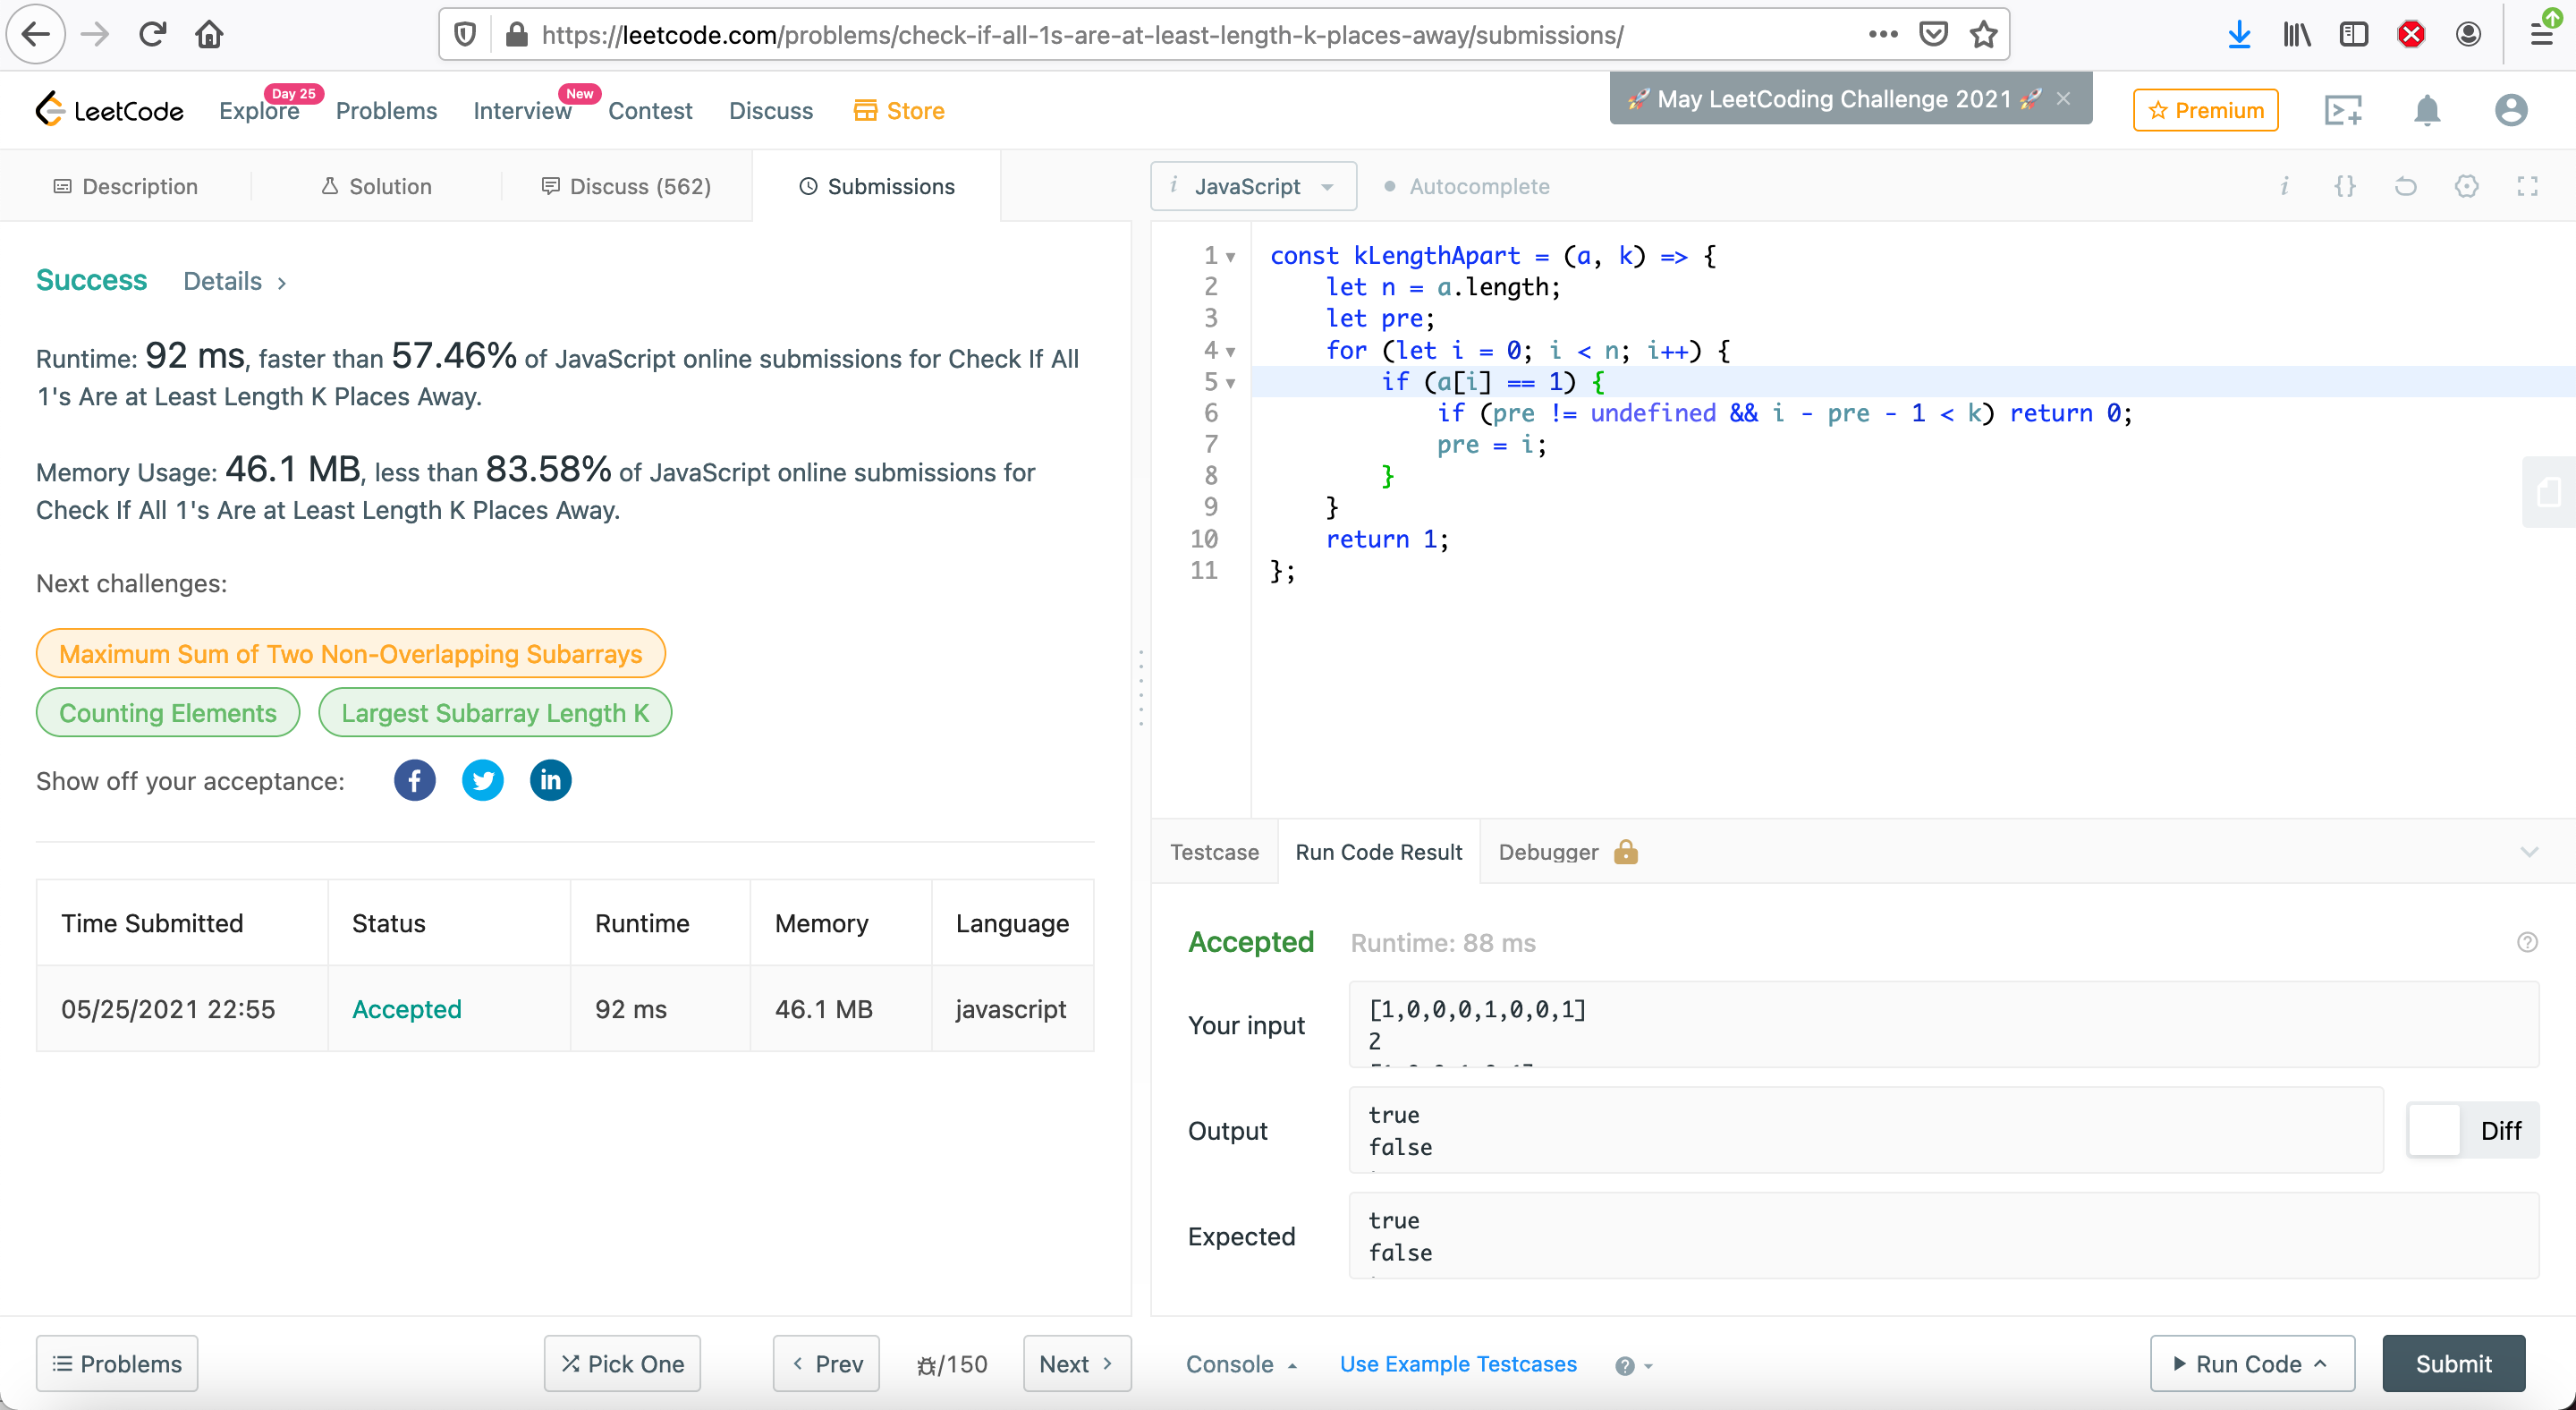 https://leetcode.com/problems/check-if-all-1s-are-at-least-length-k-places-away/submissions/
LeetCode
Explore
Day 25
Problems
Interview
New
Contest
Discuss
Store
🚀 May LeetCoding Challenge 2021 🚀
Premium
Description
Solution
Discuss (562)
Submissions
i JavaScript
Autocomplete
Success
Details
Runtime: 92 ms, faster than 57.46% of JavaScript online submissions for Check If All
1's Are at Least Length K Places Away.
Memory Usage: 46.1 MB, less than 83.58% of JavaScript online submissions for
Check If All 1's Are at Least Length K Places Away.
Next challenges:
Maximum Sum of Two Non-Overlapping Subarrays
Counting Elements
Largest Subarray Length K
Show off your acceptance:
Time Submitted Status Runtime Memory Language
05/25/2021 22:55 Accepted 92 ms 46.1 MB javascript
1 const kLengthApart = (a, k) => {
2 let n = a.length;
3 let pre;
4 for (let i = 0; i < n; i++) {
5 if (a[i] == 1) {
6 if (pre != undefined && i - pre - 1 < k) return 0;
7 pre = i;
8 }
9 }
10 return 1;
11 };
Testcase
Run Code Result
Debugger
Accepted
Runtime: 88 ms
Your input
[1,0,0,0,1,0,0,1]
2
Output
true
false
Diff
Expected
true
false
Problems
Pick One
Prev
/150
Next
Console
Use Example Testcases
Run Code
Submit